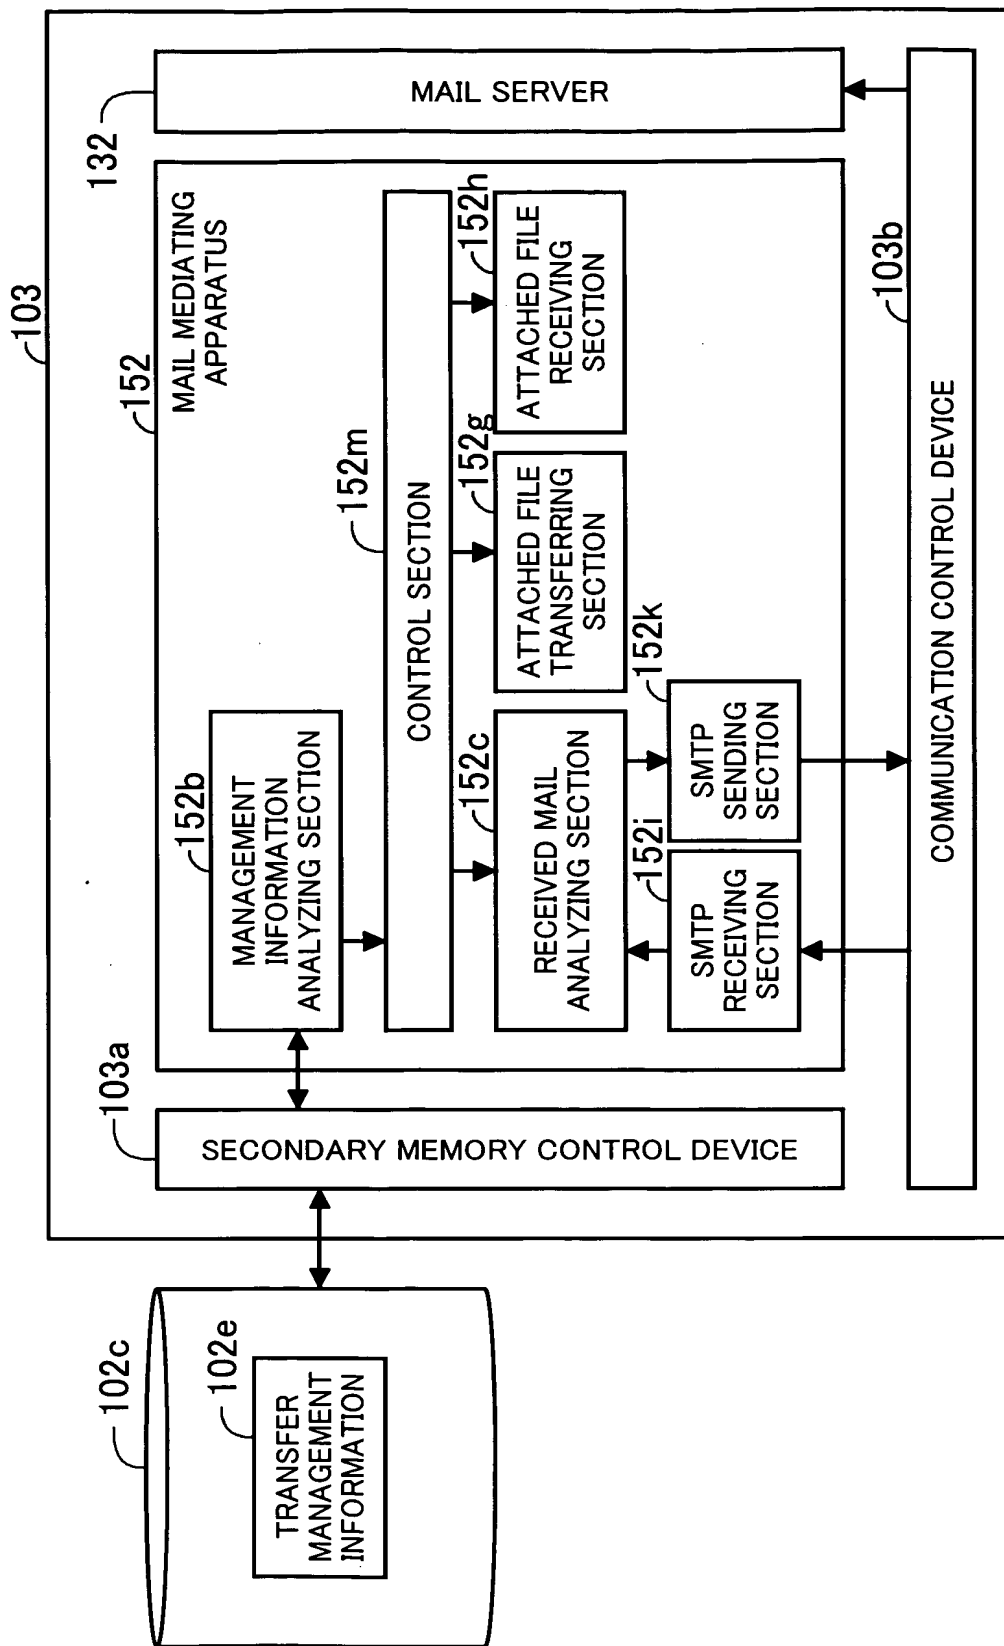 103
132
MAIL SERVER
152
MAIL MEDIATING
APPARATUS
152b
MANAGEMENT
INFORMATION
ANALYZING SECTION
152m
CONTROL SECTION
152c
RECEIVED MAIL
ANALYZING SECTION
152g
ATTACHED FILE
TRANSFERRING
SECTION
152h
ATTACHED FILE
RECEIVING
SECTION
152i
SMTP
RECEIVING
SECTION
152k
SMTP
SENDING
SECTION
103a
SECONDARY MEMORY CONTROL DEVICE
103b
COMMUNICATION CONTROL DEVICE
102c
102e
TRANSFER
MANAGEMENT
INFORMATION